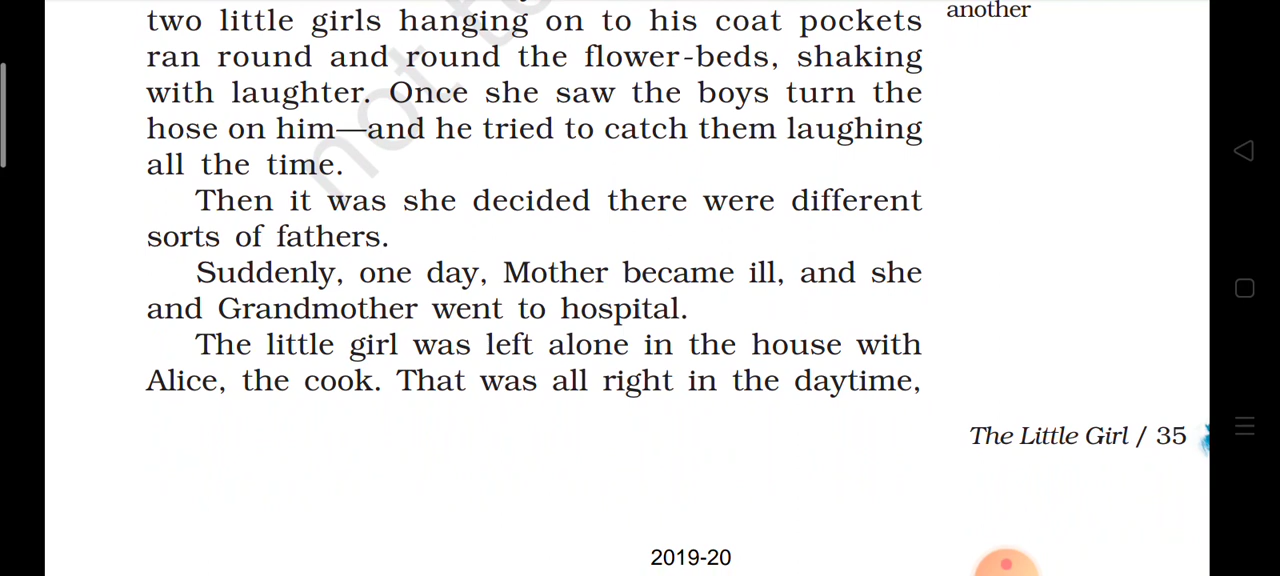 two little girls hanging on to his coat pockets
another
ran round and round the flower-beds, shaking
with laughter. Once she saw the boys turn the
hose on him—and he tried to catch them laughing
all the time.
Then it was she decided there were different
sorts of fathers.
Suddenly, one day, Mother became ill, and she
and Grandmother went to hospital.
The little girl was left alone in the house with
Alice, the cook. That was all right in the daytime,
The Little Girl / 35
2019-20
not to